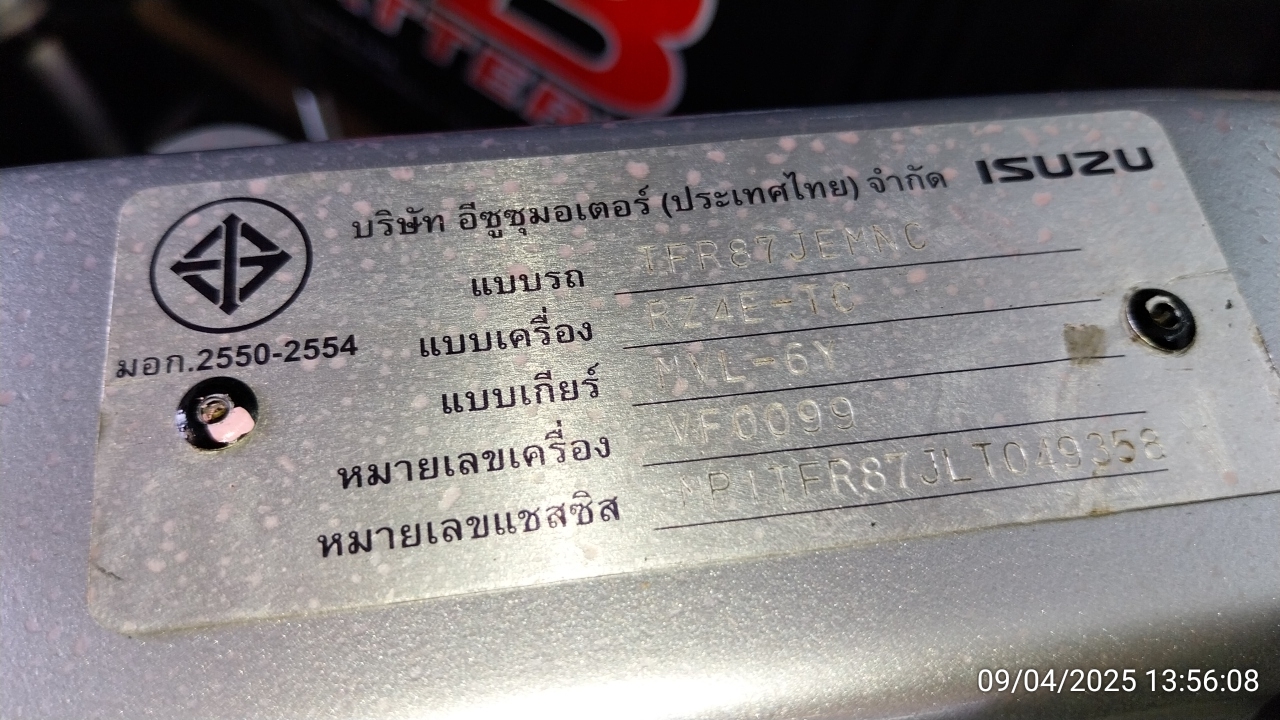 BATTERY
บริษัท อีซูซุมอเตอร์ (ประเทศไทย) จำกัด ISUZU
แบบรถ TFR87JEMNC
มอก.2550-2554
แบบเครื่อง RZ4E-TC
แบบเกียร์ MVL-6Y
หมายเลขเครื่อง VF0099
หมายเลขแชสซิส MP1TFR87JLT049358
09/04/2025 13:56:08